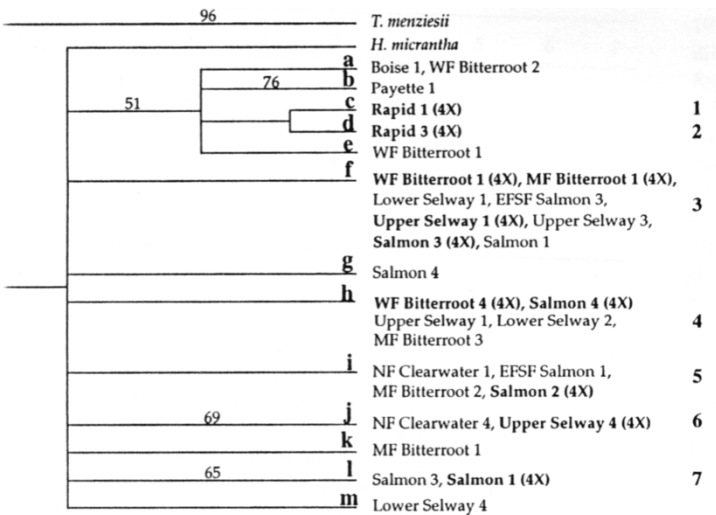 96
T. menziesii
H. micrantha
a
Boise 1, WF Bitterroot 2
76
b
Payette 1
51
c
Rapid 1 (4X)
1
d
Rapid 3 (4X)
2
e
WF Bitterroot 1
f
WF Bitterroot 1 (4X), MF Bitterroot 1 (4X),
Lower Selway 1, EFSF Salmon 3,
3
Upper Selway 1 (4X), Upper Selway 3,
Salmon 3 (4X), Salmon 1
g
Salmon 4
h
WF Bitterroot 4 (4X), Salmon 4 (4X)
Upper Selway 1, Lower Selway 2,
4
MF Bitterroot 3
i
NF Clearwater 1, EFSF Salmon 1,
5
MF Bitterroot 2, Salmon 2 (4X)
69
j
NF Clearwater 4, Upper Selway 4 (4X)
6
k
MF Bitterroot 1
65
l
Salmon 3, Salmon 1 (4X)
7
m
Lower Selway 4